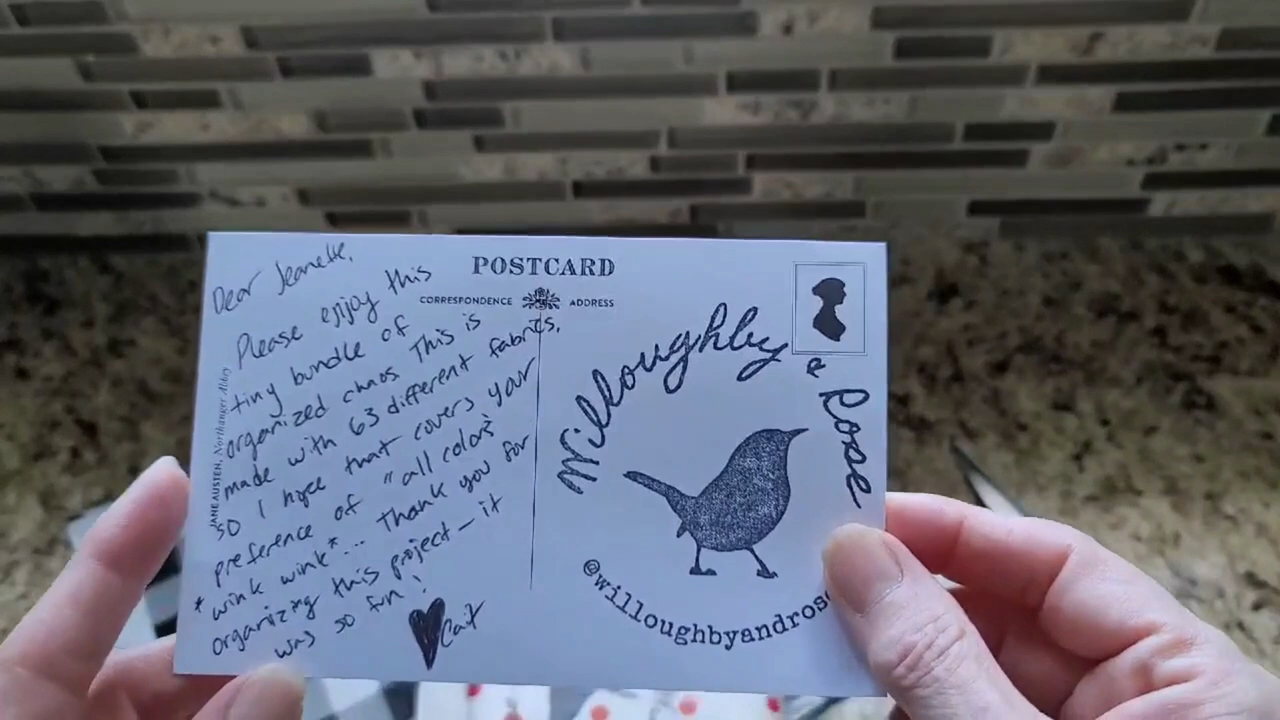 POSTCARD
CORRESPONDENCE ADDRESS
Dear Jeanette,
Please enjoy this
tiny bundle of
organized chaos. This is
made with 63 different fabrics,
so I hope that covers your
preference of "all colors"
*wink wink*... Thank you for
organizing this project - it
was so fun!
Cait
JANE AUSTEN, Northanger Abbey
Willoughby & Rose
@willoughbyandrose